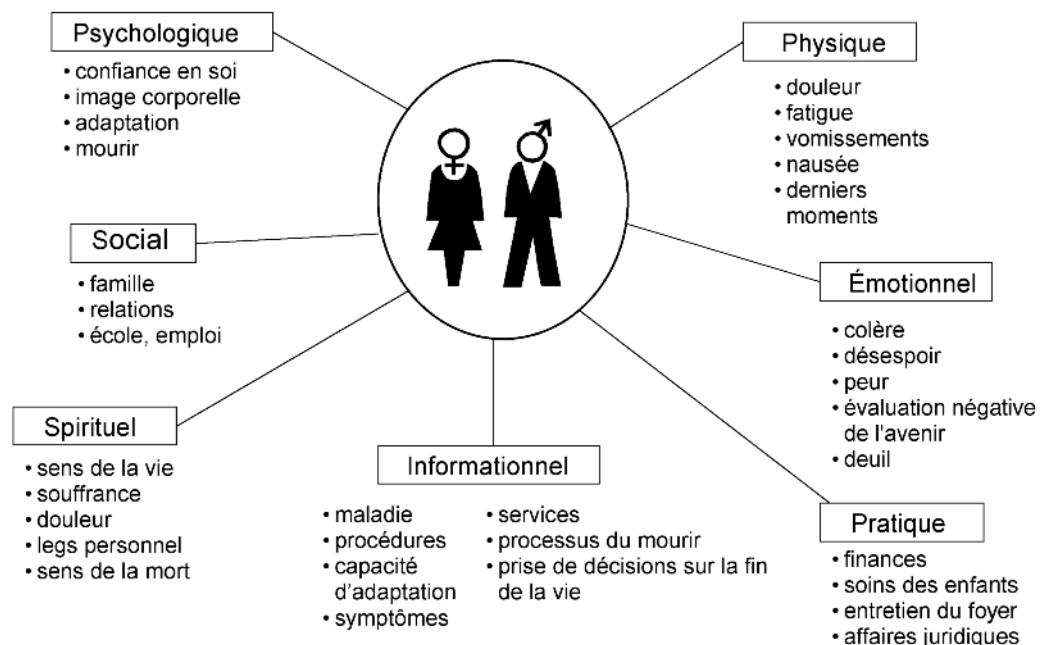 Psychologique
• confiance en soi
• image corporelle
• adaptation
• mourir
Physique
• douleur
• fatigue
• vomissements
• nausée
• derniers
moments
Social
• famille
• relations
• école, emploi
Émotionnel
• colère
• désespoir
• peur
• évaluation négative
de l'avenir
• deuil
Spirituel
• sens de la vie
• souffrance
• douleur
• legs personnel
• sens de la mort
Informationnel
• maladie
• procédures
• capacité
d'adaptation
• symptômes
• services
• processus du mourir
• prise de décisions sur la fin
de la vie
Pratique
• finances
• soins des enfants
• entretien du foyer
• affaires juridiques